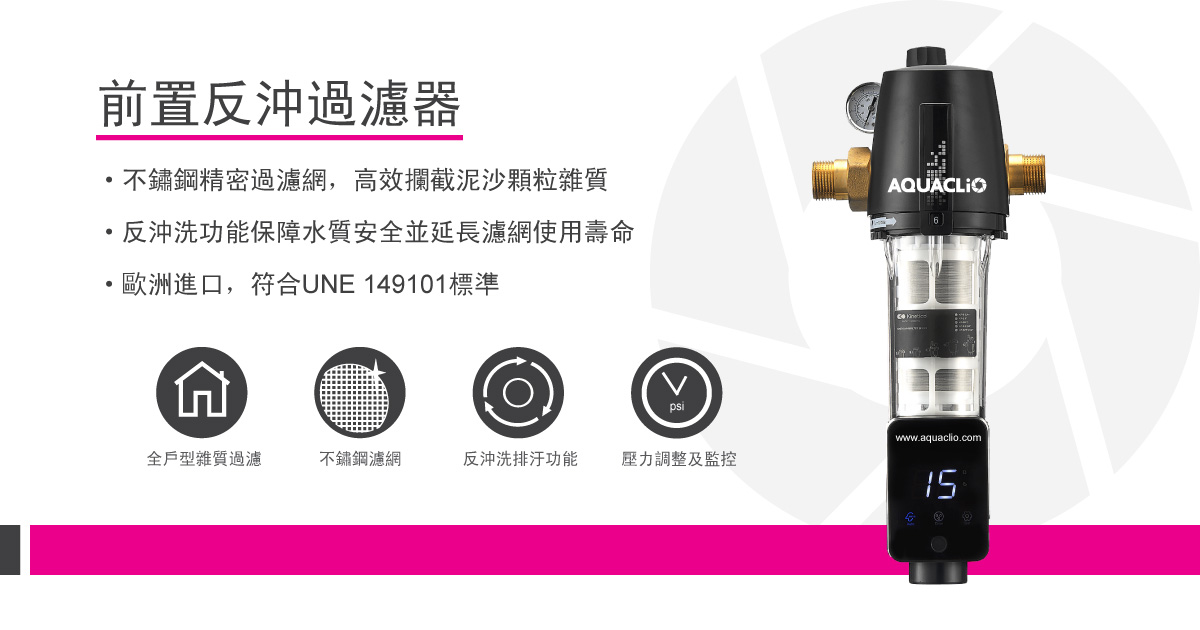 前置反沖過濾器
• 不鏽鋼精密過濾網，高效攔截泥沙顆粒雜質
• 反沖洗功能保障水質安全並延長濾網使用壽命
• 歐洲進口，符合UNE 149101標準
psi
全戶型雜質過濾
不鏽鋼濾網
反沖洗排汙功能
壓力調整及監控
AQUACLiO
6
Kinetico
www.aquaclio.com
15